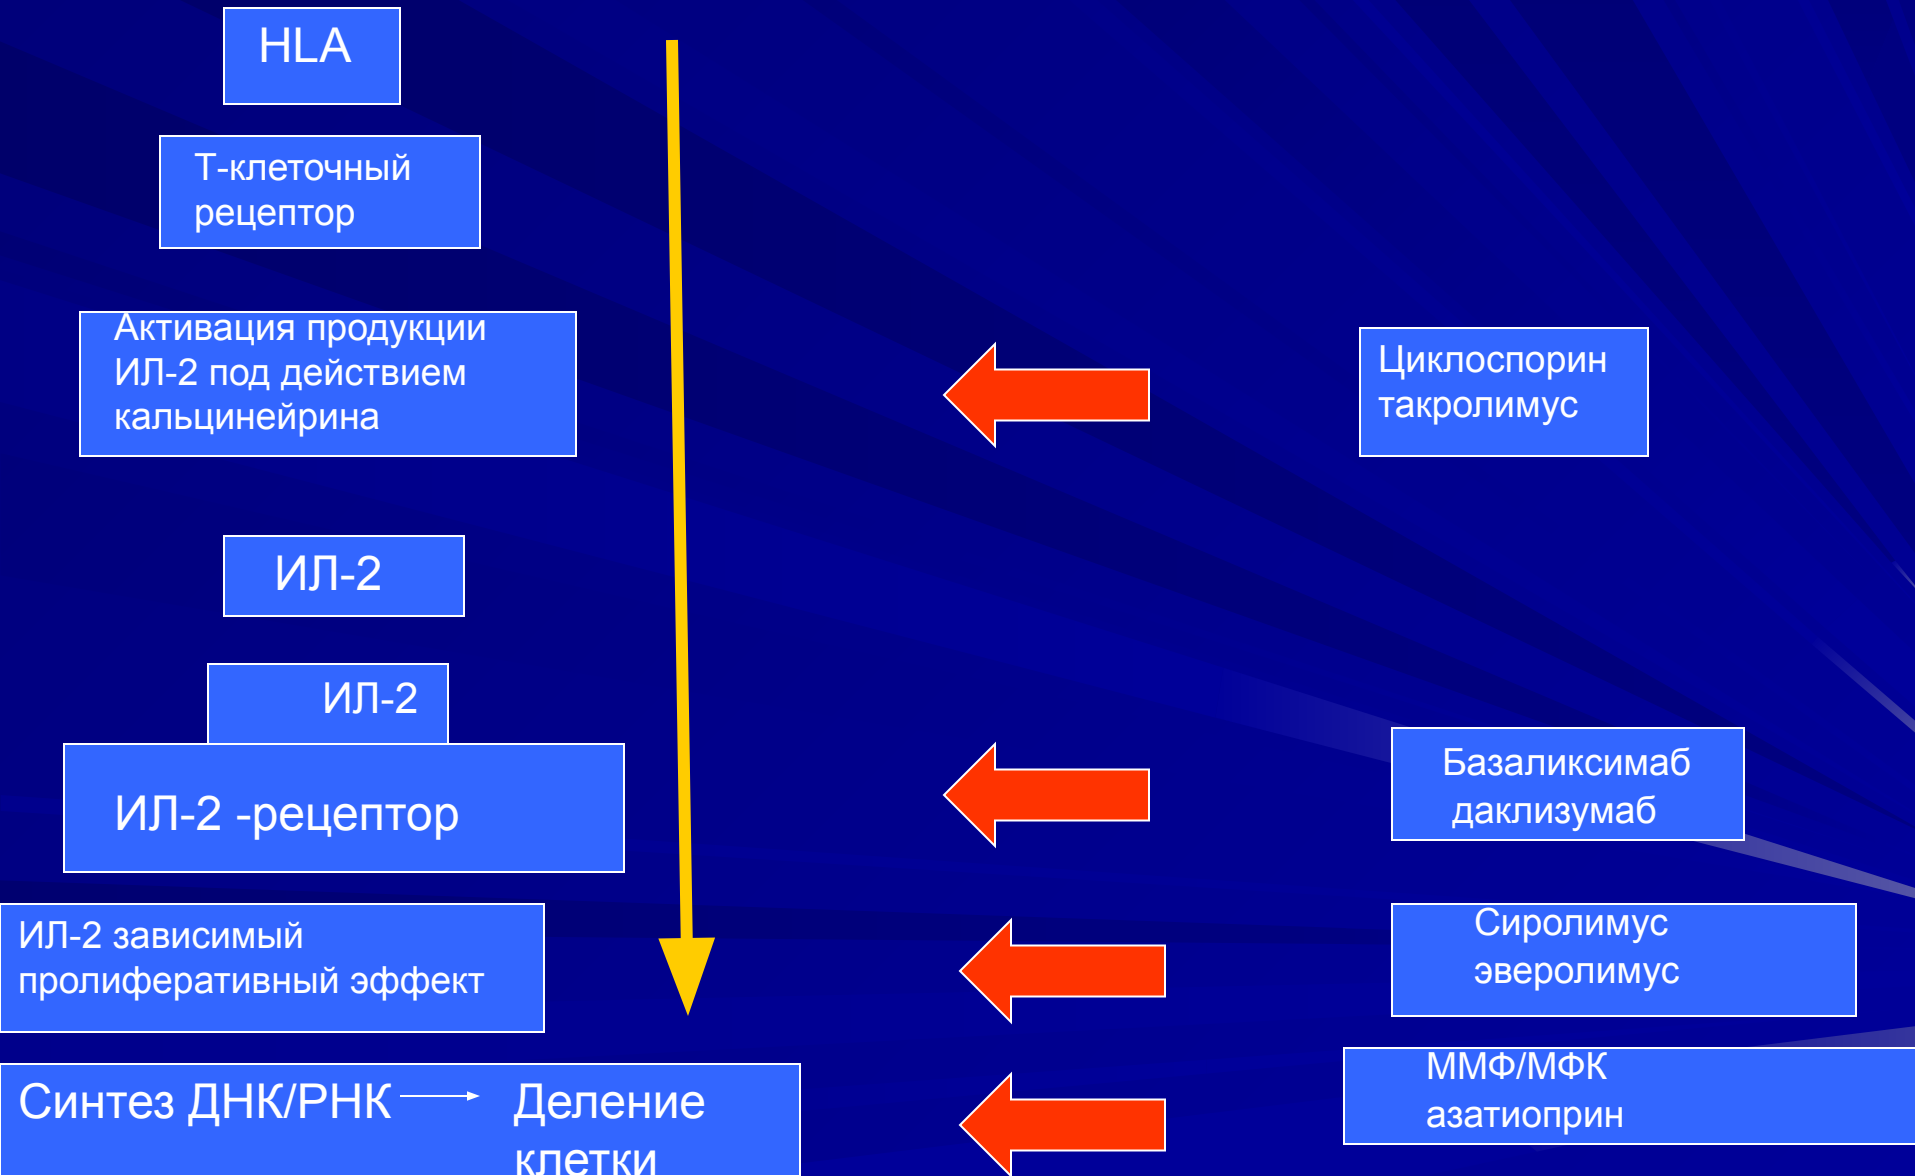 HLA
Т-клеточный
рецептор
Активация продукции
ИЛ-2 под действием
кальцинейрина
Циклоспорин
такролимус
ИЛ-2
ИЛ-2
ИЛ-2 -рецептор
Базаликсимаб
даклизумаб
ИЛ-2 зависимый
пролиферативный эффект
Сиролимус
эверолимус
Синтез ДНК/РНК
Деление
клетки
ММФ/МФК
азатиоприн